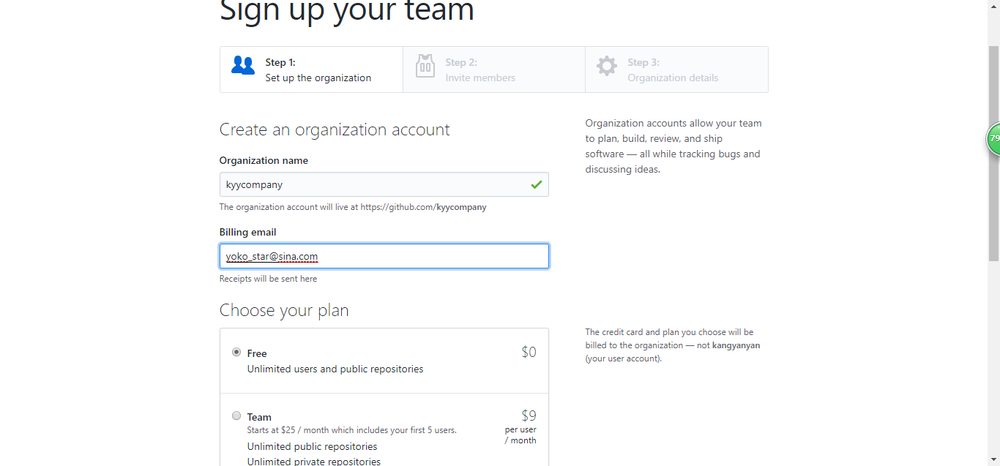 Sign up your team
Step 1:
Set up the organization
Step 2:
Invite members
Step 3:
Organization details
Create an organization account
Organization name
kyycompany
The organization account will live at https://github.com/kyycompany
Billing email
yoko_star@sina.com
Receipts will be sent here
Organization accounts allow your team
to plan, build, review, and ship
software — all while tracking bugs and
discussing ideas.
Choose your plan
Free
$0
Unlimited users and public repositories
Team
$9
Starts at $25 / month which includes your first 5 users.
per user
/ month
Unlimited public repositories
Unlimited private repositories
The credit card and plan you choose will be
billed to the organization — not kangyanyan
(your user account).
79